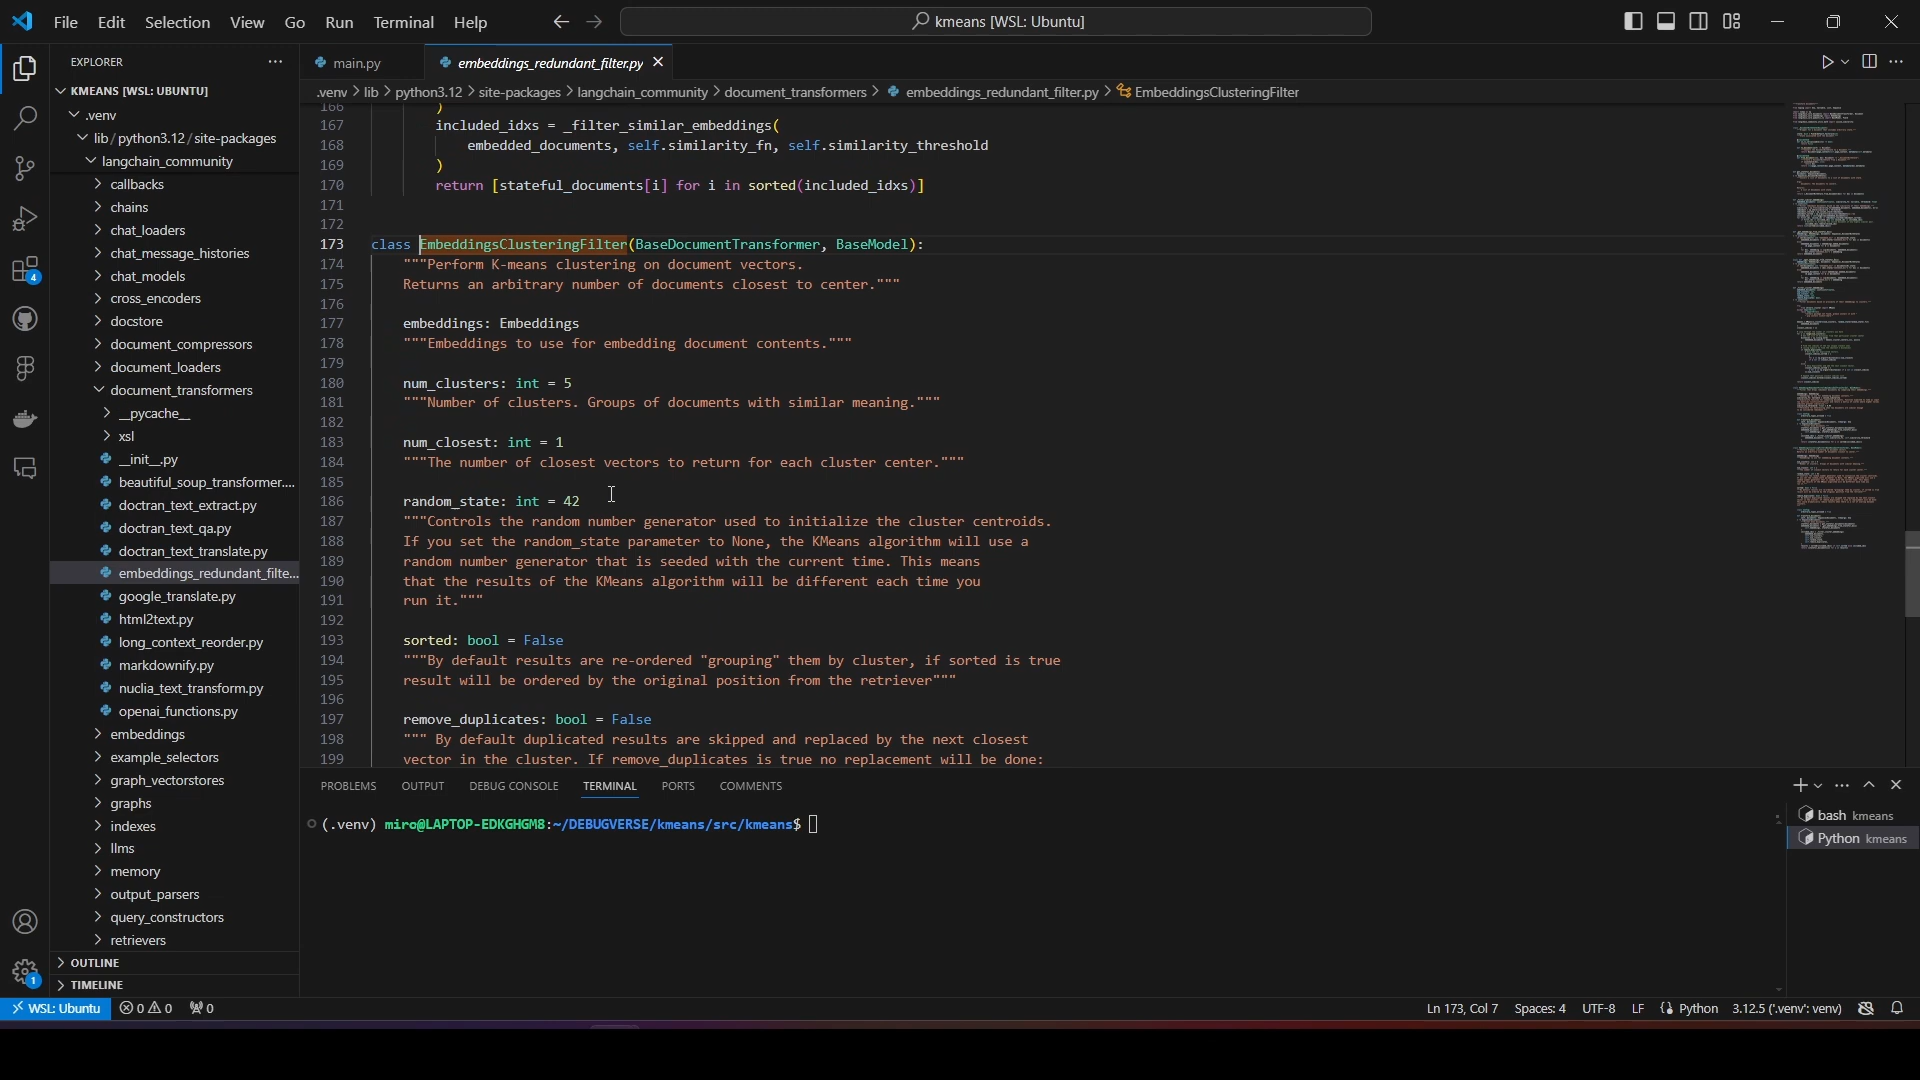 File Edit Selection View Go Run Terminal Help
kmeans [WSL: Ubuntu]
EXPLORER
KMEANS [WSL: UBUNTU]
.venv
lib / python3.12 / site-packages
langchain_community
callbacks
chains
chat_loaders
chat_message_histories
chat_models
cross_encoders
docstore
document_compressors
document_loaders
document_transformers
__pycache__
xsl
__init__.py
beautiful_soup_transformer....
doctran_text_extract.py
doctran_text_qa.py
doctran_text_translate.py
embeddings_redundant_filte...
google_translate.py
html2text.py
long_context_reorder.py
markdownify.py
nuclia_text_transform.py
openai_functions.py
embeddings
example_selectors
graph_vectorstores
graphs
indexes
llms
memory
output_parsers
query_constructors
retrievers
OUTLINE
TIMELINE
4
1
main.py
embeddings_redundant_filter.py
.venv > lib > python3.12 > site-packages > langchain_community > document_transformers > embeddings_redundant_filter.py > EmbeddingsClusteringFilter
166 )
167 included_idxs = _filter_similar_embeddings(
168 embedded_documents, self.similarity_fn, self.similarity_threshold
169 )
170 return [stateful_documents[i] for i in sorted(included_idxs)]
171
172
173 class EmbeddingsClusteringFilter(BaseDocumentTransformer, BaseModel):
174 """Perform K-means clustering on document vectors.
175 Returns an arbitrary number of documents closest to center."""
176
177 embeddings: Embeddings
178 """Embeddings to use for embedding document contents."""
179
180 num_clusters: int = 5
181 """Number of clusters. Groups of documents with similar meaning."""
182
183 num_closest: int = 1
184 """The number of closest vectors to return for each cluster center."""
185
186 random_state: int = 42
187 """Controls the random number generator used to initialize the cluster centroids.
188 If you set the random_state parameter to None, the KMeans algorithm will use a
189 random number generator that is seeded with the current time. This means
190 that the results of the KMeans algorithm will be different each time you
191 run it."""
192
193 sorted: bool = False
194 """By default results are re-ordered "grouping" them by cluster, if sorted is true
195 result will be ordered by the original position from the retriever"""
196
197 remove_duplicates: bool = False
198 """ By default duplicated results are skipped and replaced by the next closest
199 vector in the cluster. If remove_duplicates is true no replacement will be done:
PROBLEMS OUTPUT DEBUG CONSOLE TERMINAL PORTS COMMENTS
(.venv) miro@LAPTOP-EDKGHGM8:~/DEBUGVERSE/kmeans/src/kmeans$
bash kmeans
Python kmeans
WSL: Ubuntu 0 0 0 Ln 173, Col 7 Spaces: 4 UTF-8 LF Python 3.12.5 ('.venv': venv)